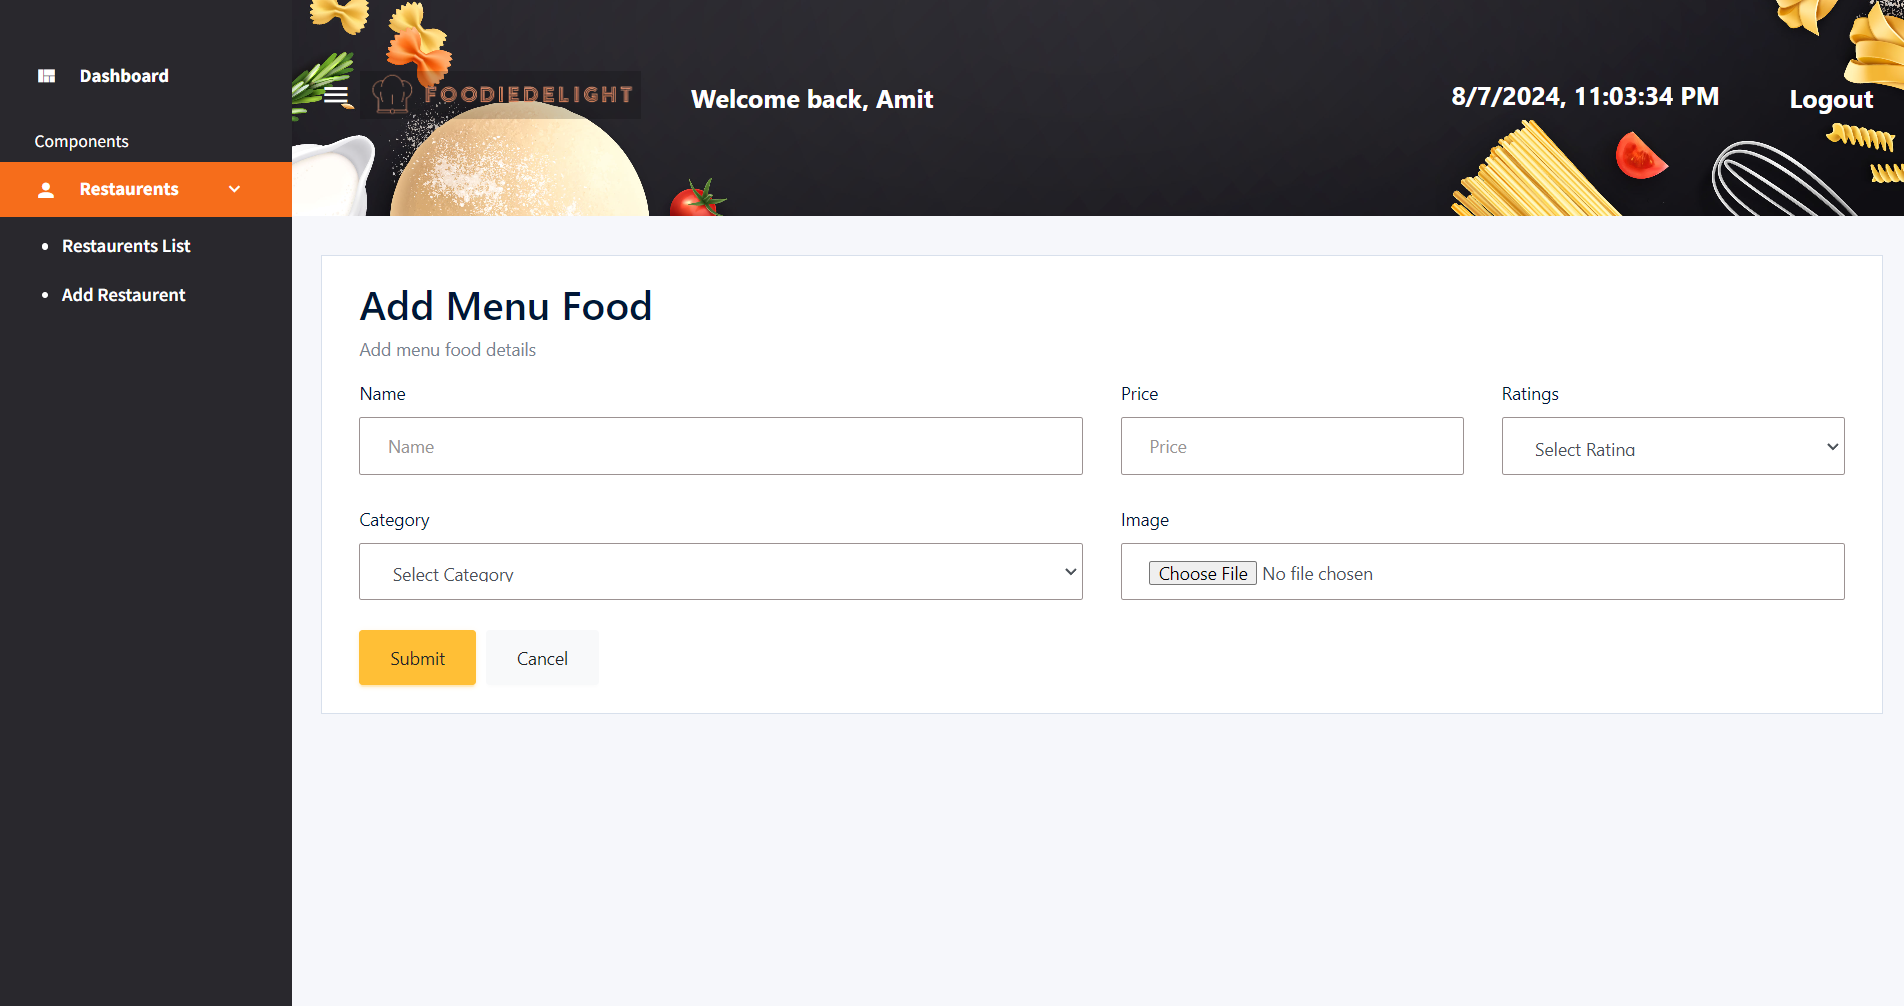 Dashboard
Components
Restaurents
Restaurents List
Add Restaurent
FOODIEDELIGHT
Welcome back, Amit
8/7/2024, 11:03:34 PM
Logout
Add Menu Food
Add menu food details
Name
Price
Ratings
Name
Price
Select Rating
Category
Image
Select Category
Choose File No file chosen
Submit
Cancel